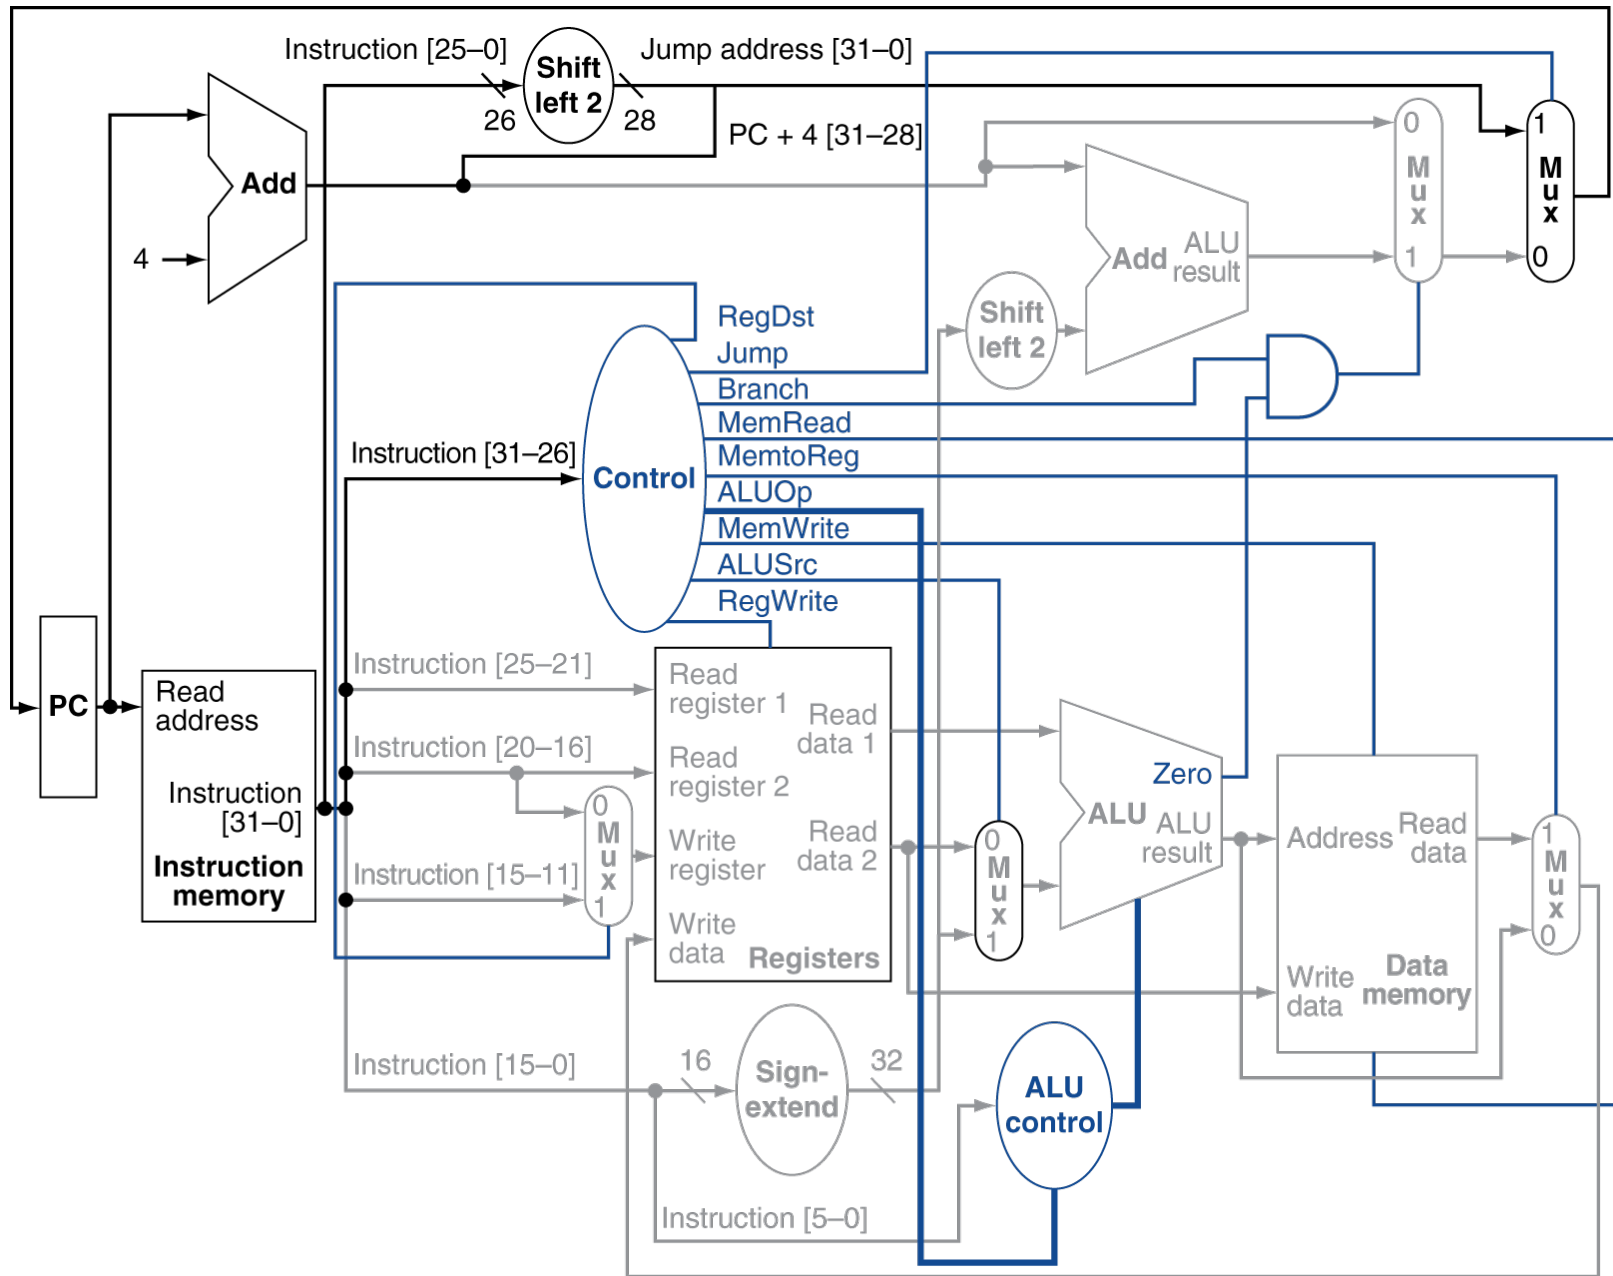 Instruction [25–0]
Shift
left 2
Jump address [31–0]
26
28
PC + 4 [31–28]
Add
4
0
M
u
x
1
1
M
u
x
0
Add
ALU
result
Shift
left 2
RegDst
Jump
Branch
MemRead
MemtoReg
ALUOp
MemWrite
ALUSrc
RegWrite
Instruction [31–26]
Control
PC
Read
address
Instruction
[31–0]
Instruction
memory
Instruction [25–21]
Instruction [20–16]
Instruction [15–11]
0
M
u
x
1
Read
register 1
Read
register 2
Write
register
Write
data
Read
data 1
Read
data 2
Registers
0
M
u
x
1
Zero
ALU
ALU
result
Address
Read
data
Write
data
Data
memory
1
M
u
x
0
Instruction [15–0]
16
Sign-
extend
32
ALU
control
Instruction [5–0]